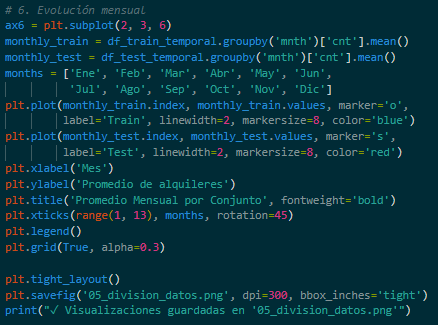 # 6. Evolución mensual
ax6 = plt.subplot(2, 3, 6)
monthly_train = df_train_temporal.groupby('mnth')['cnt'].mean()
monthly_test = df_test_temporal.groupby('mnth')['cnt'].mean()
months = ['Ene', 'Feb', 'Mar', 'Abr', 'May', 'Jun',
          'Jul', 'Ago', 'Sep', 'Oct', 'Nov', 'Dic']
plt.plot(monthly_train.index, monthly_train.values, marker='o',
         label='Train', linewidth=2, markersize=8, color='blue')
plt.plot(monthly_test.index, monthly_test.values, marker='s',
         label='Test', linewidth=2, markersize=8, color='red')
plt.xlabel('Mes')
plt.ylabel('Promedio de alquileres')
plt.title('Promedio Mensual por Conjunto', fontweight='bold')
plt.xticks(range(1, 13), months, rotation=45)
plt.legend()
plt.grid(True, alpha=0.3)

plt.tight_layout()
plt.savefig('05_division_datos.png', dpi=300, bbox_inches='tight')
print("✓ Visualizaciones guardadas en '05_division_datos.png'")